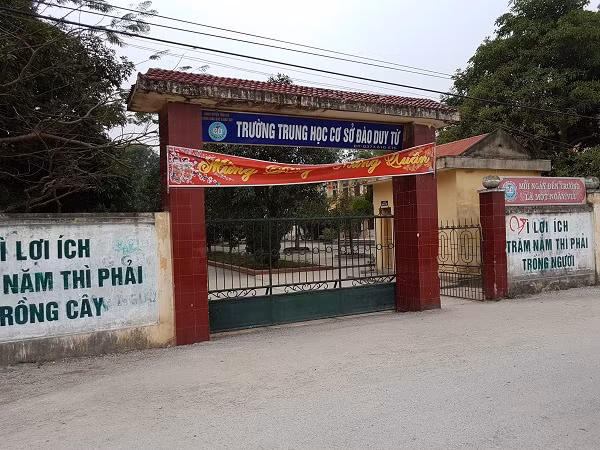 TRƯỜNG TRUNG HỌC CƠ SỞ ĐÀO DUY TỪ
Mừng Đảng Mừng Xuân
MỖI NGÀY ĐẾN TRƯỜNG
LÀ MỘT NGÀY VUI
Ì LỢI ÍCH
NĂM THÌ PHẢI
RỒNG CÂY
VÌ LỢI ÍCH
TRĂM NĂM THÌ PHẢI
TRỒNG NGƯỜI